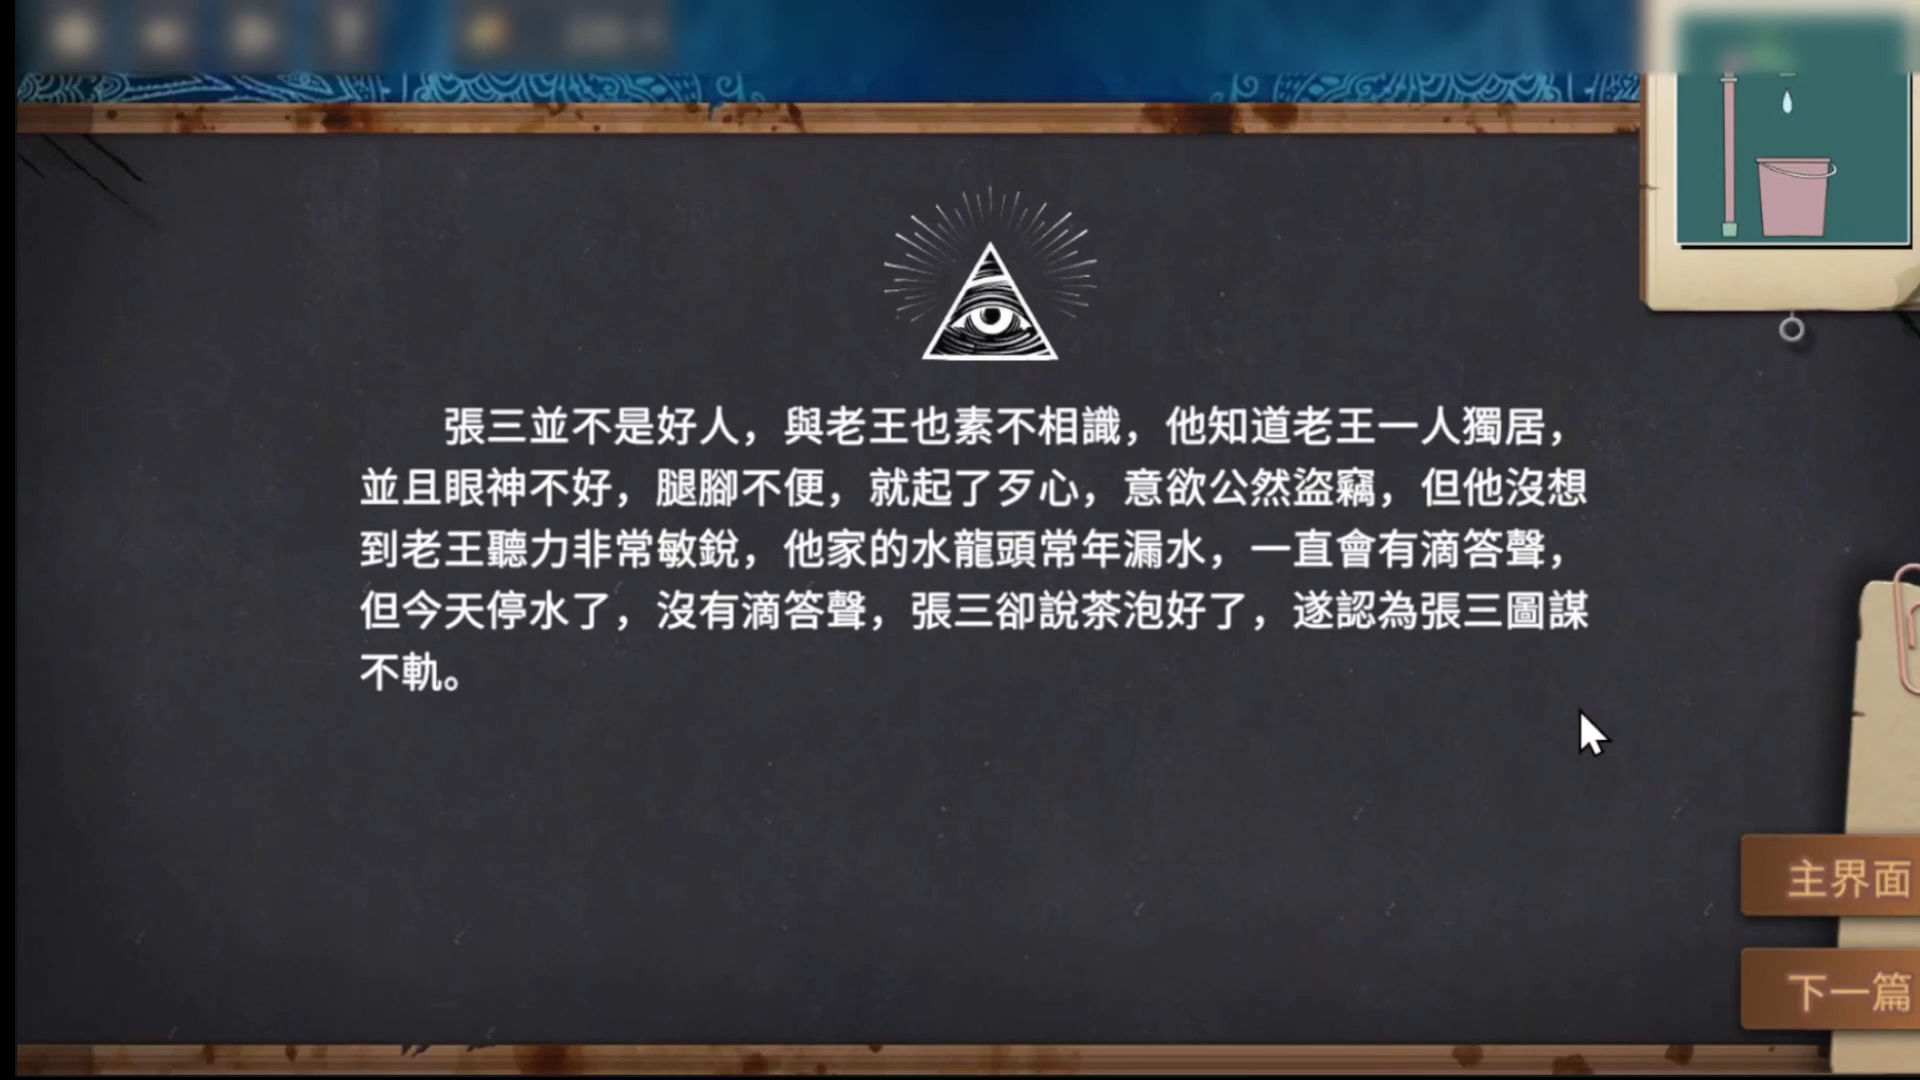 張三並不是好人，與老王也素不相識，他知道老王一人獨居，
並且眼神不好，腿腳不便，就起了歹心，意欲公然盜竊，但他沒想
到老王聽力非常敏銳，他家的水龍頭常年漏水，一直會有滴答聲，
但今天停水了，沒有滴答聲，張三卻說茶泡好了，遂認為張三圖謀
不軌。
主界面
下一篇